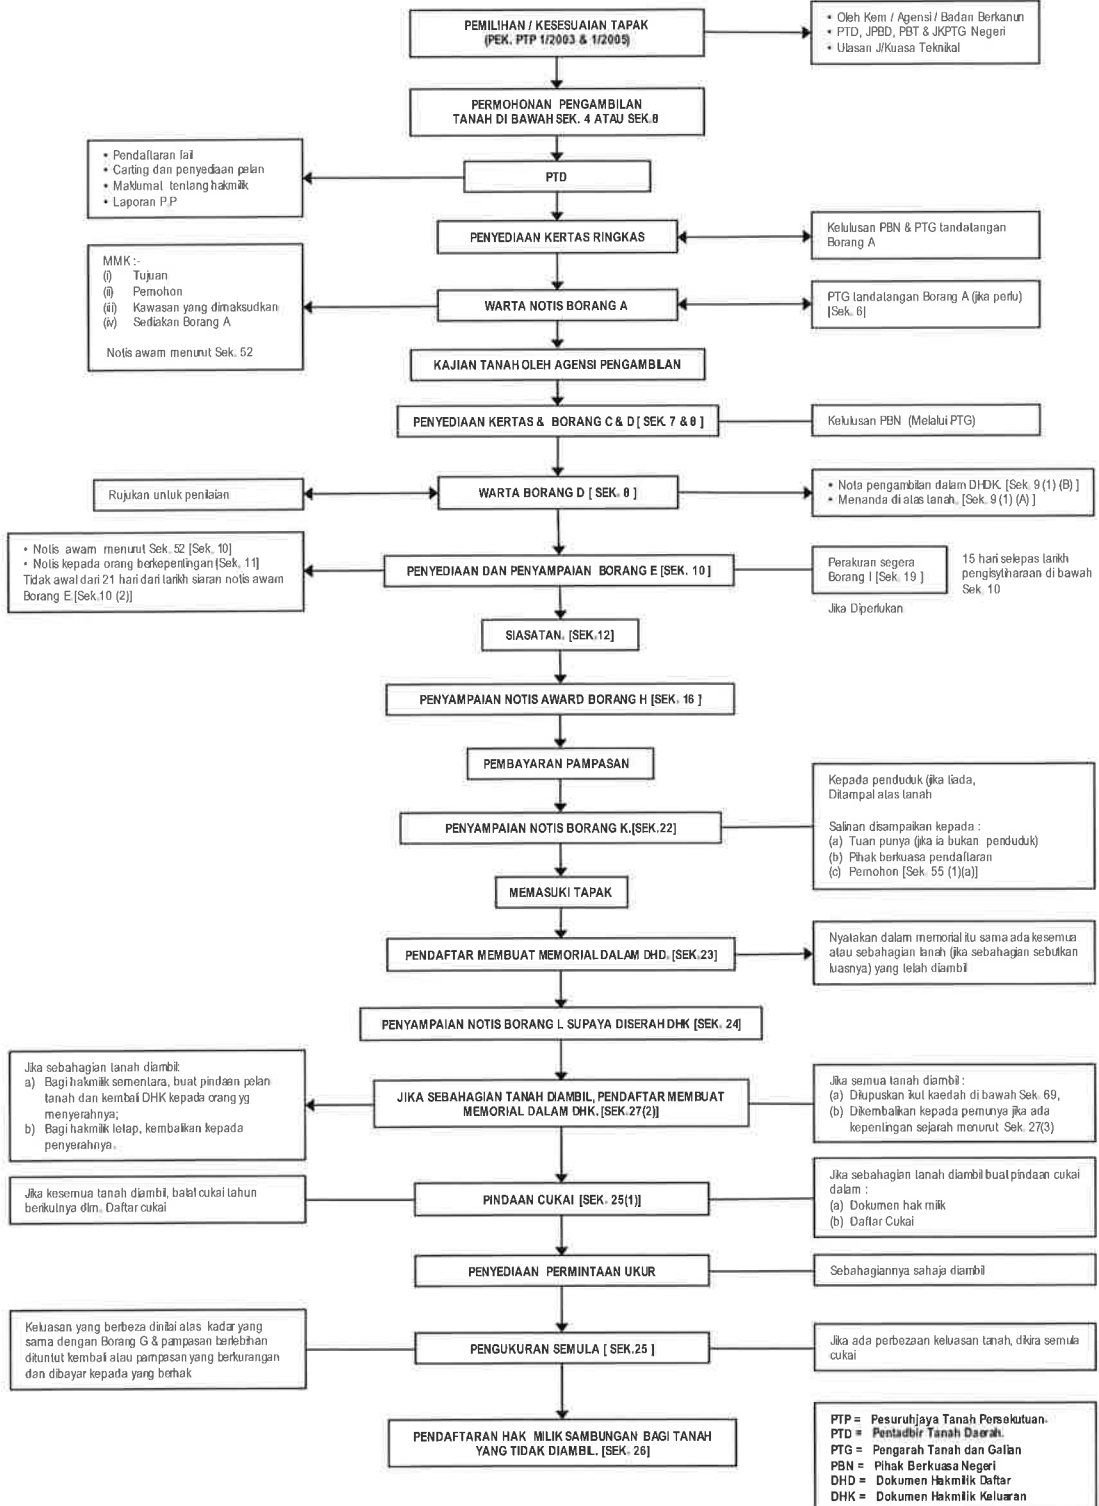 PEMILIHAN / KESESUAIAN TAPAK
(PEK. PTP 1/2003 & 1/2005)
• Oleh Kem / Agensi / Badan Berkanun
• PTD, JPBD, PBT & JKPTG Negeri
• Ulasan J/Kuasa Teknikal
PERMOHONAN PENGAMBILAN
TANAH DI BAWAH SEK. 4 ATAU SEK.8
• Pendaftaran fail
• Carting dan penyediaan pelan
• Maklumat tentang hakmilik
• Laporan P.P
PTD
PENYEDIAAN KERTAS RINGKAS
Kelulusan PBN & PTG tandatangan
Borang A
MMK :-
(i) Tujuan
(ii) Pemohon
(iii) Kawasan yang dimaksudkan
(iv) Sediakan Borang A
Notis awam menurut Sek. 52
WARTA NOTIS BORANG A
PTG tandatangan Borang A (jika perlu)
[Sek. 6]
KAJIAN TANAH OLEH AGENSI PENGAMBILAN
PENYEDIAAN KERTAS & BORANG C & D [ SEK. 7 & 8 ]
Kelulusan PBN (Melalui PTG)
Rujukan untuk penilaian
WARTA BORANG D [ SEK. 8 ]
• Nota pengambilan dalam DHDK. [Sek. 9 (1) (B) ]
• Menanda di atas tanah. [Sek. 9 (1) (A) ]
• Notis awam menurut Sek. 52 [Sek. 10]
• Notis kepada orang berkepentingan [Sek. 11]
Tidak awal dari 21 hari dari tarikh siaran notis awam
Borang E.[Sek.10 (2)]
PENYEDIAAN DAN PENYAMPAIAN BORANG E [SEK. 10 ]
Perakuan segera
Borang I [Sek. 19 ]
Jika Diperlukan
15 hari selepas tarikh
pengisytiharaan di bawah
Sek. 10
SIASATAN. [SEK.12]
PENYAMPAIAN NOTIS AWARD BORANG H [SEK. 16 ]
PEMBAYARAN PAMPASAN
PENYAMPAIAN NOTIS BORANG K.[SEK.22]
Kepada penduduk (jika tiada,
Ditampal atas tanah
Salinan disampaikan kepada :
(a) Tuan punya (jika ia bukan penduduk)
(b) Pihak berkuasa pendaftaran
(c) Pemohon [Sek. 55 (1)(a)]
MEMASUKI TAPAK
PENDAFTAR MEMBUAT MEMORIAL DALAM DHD. [SEK.23]
Nyatakan dalam memorial itu sama ada kesemua
atau sebahagian tanah (jika sebahagian sebutkan
luasnya) yang telah diambil
PENYAMPAIAN NOTIS BORANG L SUPAYA DISERAH DHK [SEK. 24]
Jika sebahagian tanah diambil:
a) Bagi hakmilik sementara, buat pindaan pelan
tanah dan kembali DHK kepada orang yg
menyerahnya;
b) Bagi hakmilik tetap, kembalikan kepada
penyerahnya.
JIKA SEBAHAGIAN TANAH DIAMBIL, PENDAFTAR MEMBUAT
MEMORIAL DALAM DHK. [SEK.27(2)]
Jika semua tanah diambil :
(a) Dilupuskan ikut kaedah di bawah Sek. 69,
(b) Dikembalikan kepada pemunya jika ada
kepentingan sejarah menurut Sek. 27(3)
Jika kesemua tanah diambil, batal cukai tahun
berikutnya dlm. Daftar cukai
PINDAAN CUKAI [SEK. 25(1)]
Jika sebahagian tanah diambil buat pindaan cukai
dalam :
(a) Dokumen hak milik
(b) Daftar Cukai
PENYEDIAAN PERMINTAAN UKUR
Sebahagiannya sahaja diambil
Keluasan yang berbeza dinilai atas kadar yang
sama dengan Borang G & pampasan berlebihan
dituntut kembali atau pampasan yang berkurangan
dan dibayar kepada yang berhak
PENGUKURAN SEMULA [ SEK.25 ]
Jika ada perbezaan keluasan tanah, dikira semula
cukai
PENDAFTARAN HAK MILIK SAMBUNGAN BAGI TANAH
YANG TIDAK DIAMBIL. [SEK. 26]
PTP = Pesuruhjaya Tanah Persekutuan.
PTD = Pentadbir Tanah Daerah.
PTG = Pengarah Tanah dan Galian
PBN = Pihak Berkuasa Negeri
DHD = Dokumen Hakmilik Daftar
DHK = Dokumen Hakmilik Keluaran